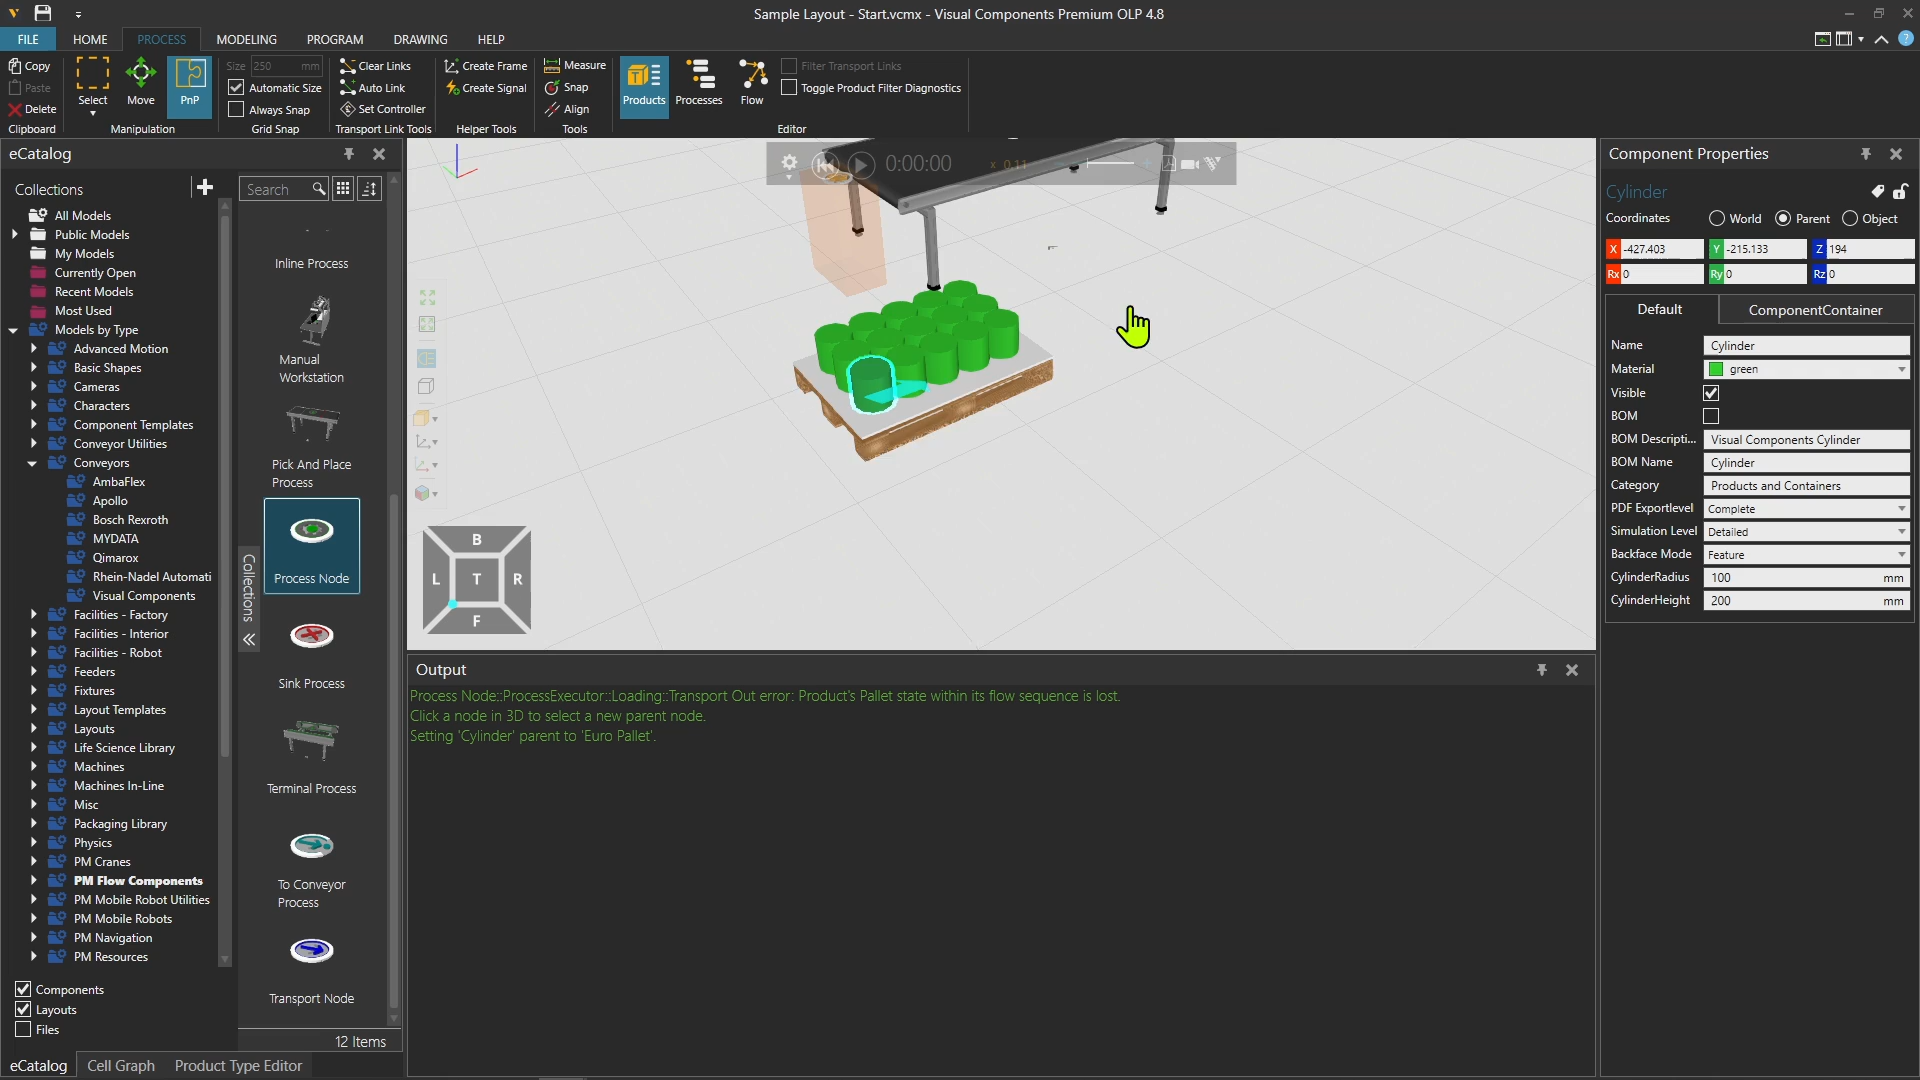 Sample Layout - Start.vcmx - Visual Components Premium OLP 4.8
FILE
HOME
PROCESS
MODELING
PROGRAM
DRAWING
HELP
Copy
Paste
Delete
Clipboard
Select
Move
PnP
Manipulation
Size 250 mm
Automatic Size
Always Snap
Grid Snap
Clear Links
Auto Link
Set Controller
Transport Link Tools
Create Frame
Create Signal
Helper Tools
Measure
Snap
Align
Tools
Products
Processes
Flow
Filter Transport Links
Toggle Product Filter Diagnostics
Editor
eCatalog
Collections
All Models
Public Models
My Models
Currently Open
Recent Models
Most Used
Models by Type
Advanced Motion
Basic Shapes
Cameras
Characters
Component Templates
Conveyor Utilities
Conveyors
AmbaFlex
Apollo
Bosch Rexroth
MYDATA
Qimarox
Rhein-Nadel Automati
Visual Components
Facilities - Factory
Facilities - Interior
Facilities - Robot
Feeders
Fixtures
Layout Templates
Layouts
Life Science Library
Machines
Machines In-Line
Misc
Packaging Library
Physics
PM Cranes
PM Flow Components
PM Mobile Robot Utilities
PM Mobile Robots
PM Navigation
PM Resources
Components
Layouts
Files
Search
Inline Process
Manual
Workstation
Pick And Place
Process
Process Node
Sink Process
Terminal Process
To Conveyor
Process
Transport Node
12 Items
Collections
eCatalog
Cell Graph
Product Type Editor
0:00:00
x 0.11
B
L
T
R
F
Output
Process Node::ProcessExecutor::Loading::Transport Out error: Product's Pallet state within its flow sequence is lost.
Click a node in 3D to select a new parent node.
Setting 'Cylinder' parent to 'Euro Pallet'.
Component Properties
Cylinder
Coordinates
World
Parent
Object
X -427.403
Y -215.133
Z 194
Rx 0
Ry 0
Rz 0
Default
ComponentContainer
Name Cylinder
Material green
Visible
BOM
BOM Descripti... Visual Components Cylinder
BOM Name Cylinder
Category Products and Containers
PDF Exportlevel Complete
Simulation Level Detailed
Backface Mode Feature
CylinderRadius 100 mm
CylinderHeight 200 mm